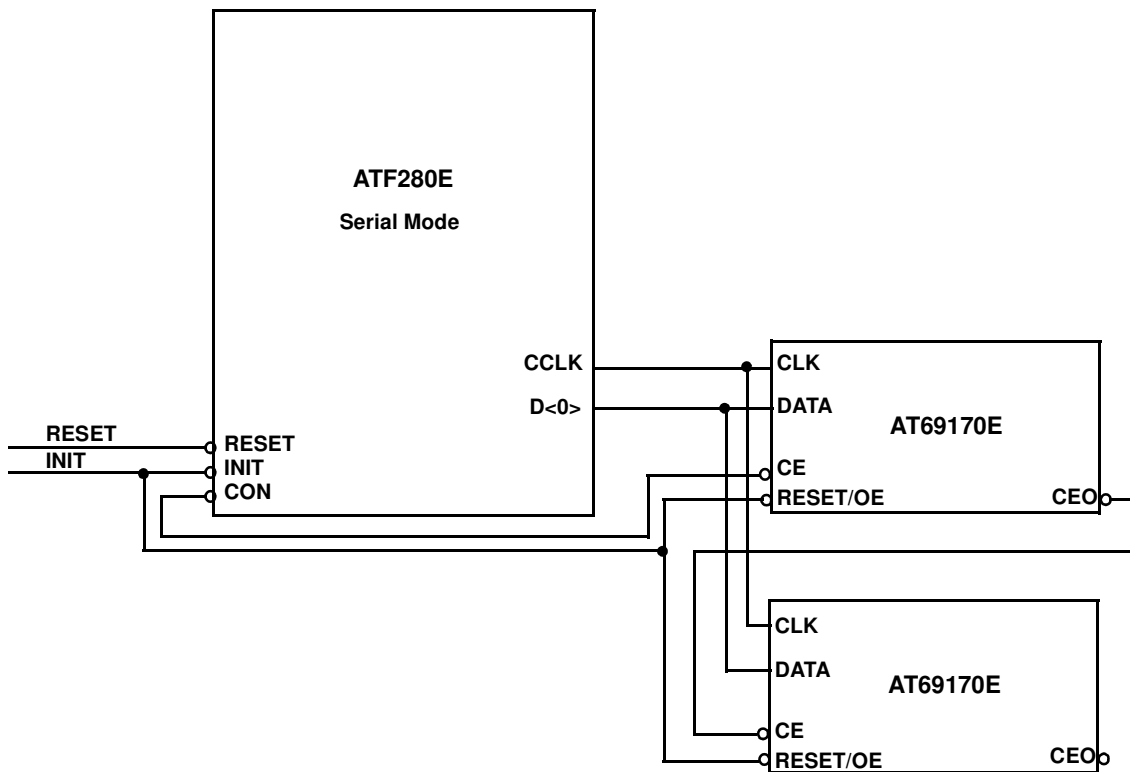 ATF280E
Serial Mode
CCLK
D<0>
RESET
INIT
RESET
INIT
CON
CLK
DATA
AT69170E
CE
RESET/OE
CEO
CLK
DATA
AT69170E
CE
RESET/OE
CEO